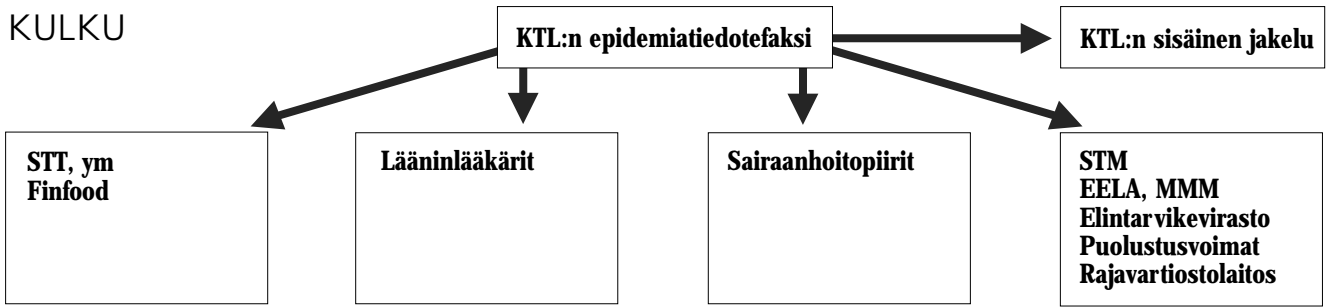 KULKU
KTL:n epidemiatiedotefaksi
KTL:n sisäinen jakelu
STT, ym
Finfood
Lääninlääkärit
Sairaanhoitopiirit
STM
EELA, MMM
Elintarvikevirasto
Puolustusvoimat
Rajavartiostolaitos